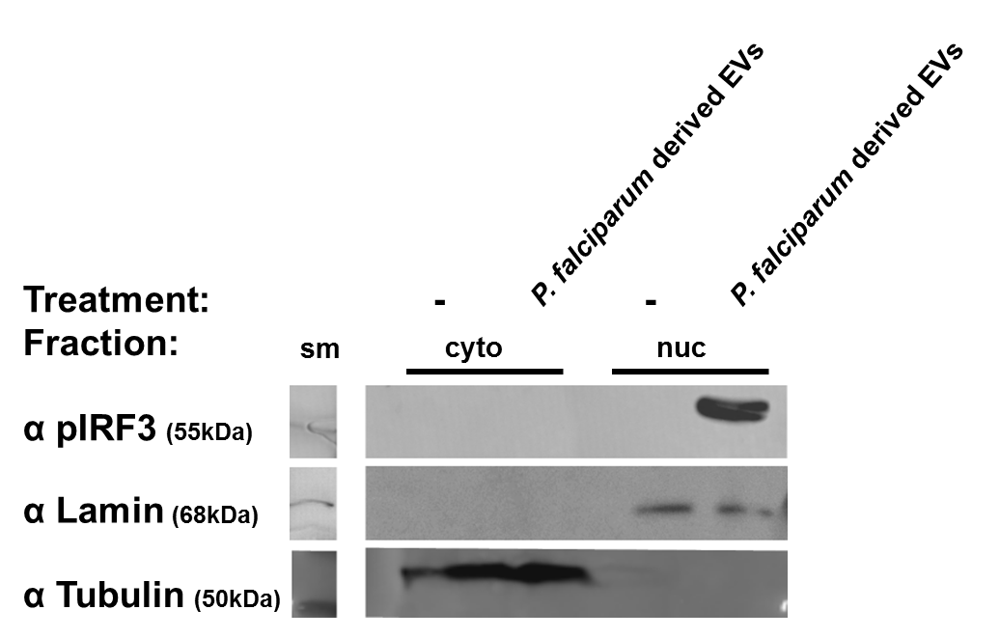 P. falciparum derived EVs
P. falciparum derived EVs
Treatment: - -
Fraction: sm cyto nuc
α pIRF3 (55kDa)
α Lamin (68kDa)
α Tubulin (50kDa)